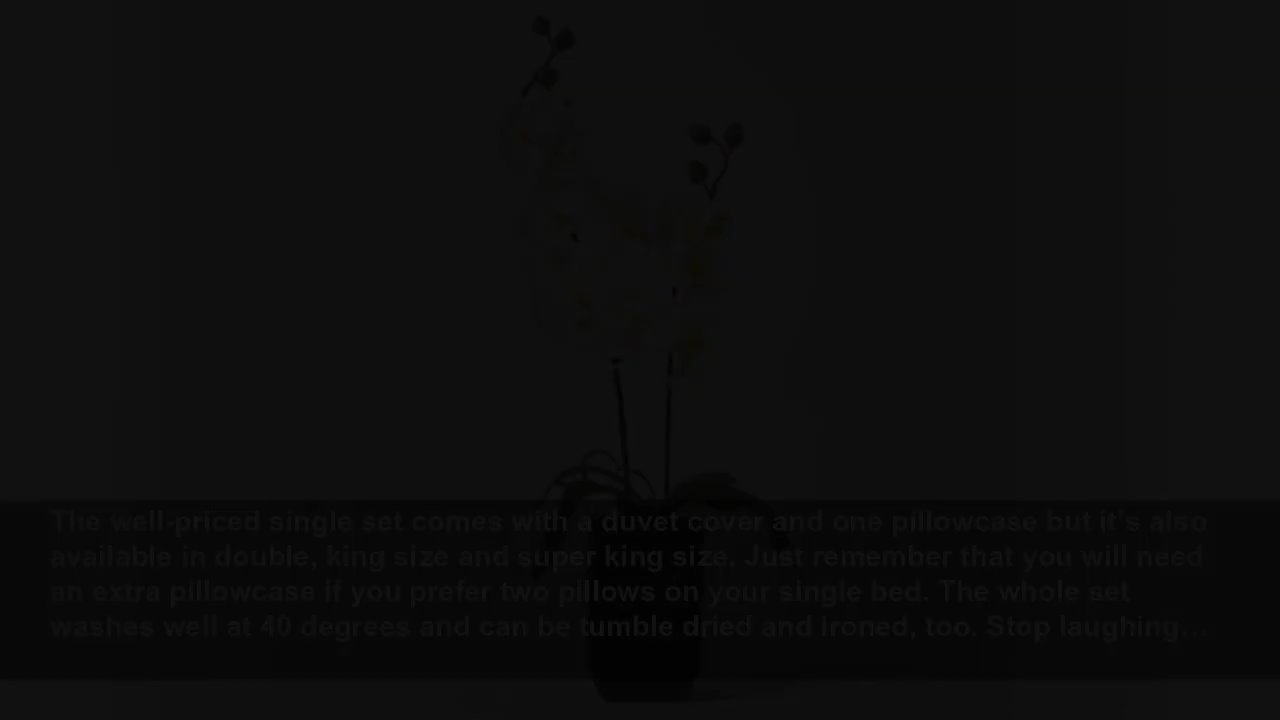 The well-priced single set comes with a duvet cover and one pillowcase but it's also
available in double, king size and super king size. Just remember that you will need
an extra pillowcase if you prefer two pillows on your single bed. The whole set
washes well at 40 degrees and can be tumble dried and ironed, too. Stop laughing...